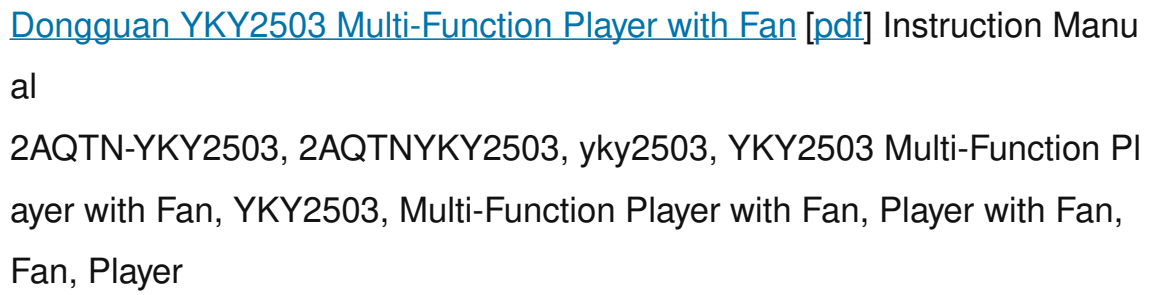 Dongguan YKY2503 Multi-Function Player with Fan [pdf] Instruction Manu
al
2AQTN-YKY2503, 2AQTNYKY2503, yky2503, YKY2503 Multi-Function Pl
ayer with Fan, YKY2503, Multi-Function Player with Fan, Player with Fan,
Fan, Player